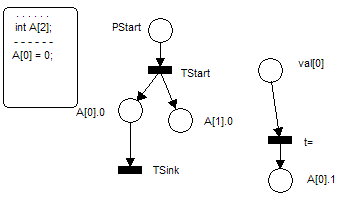 . . . . . .
int A[2];
- - - - - -
A[0] = 0;
PStart
TStart
A[0].0
A[1].0
TSink
val[0]
t=
A[0].1